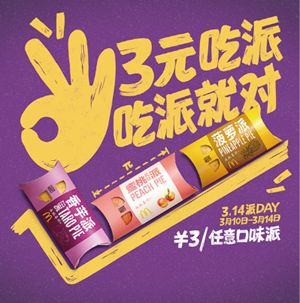 3元吃派
吃派就对
π
香芋派
SWEET TARO PIE
蜜桃派
PEACH PIE
菠萝派
PINEAPPLE PIE
3.14派DAY
3月10日-3月14日
¥3/任意口味派